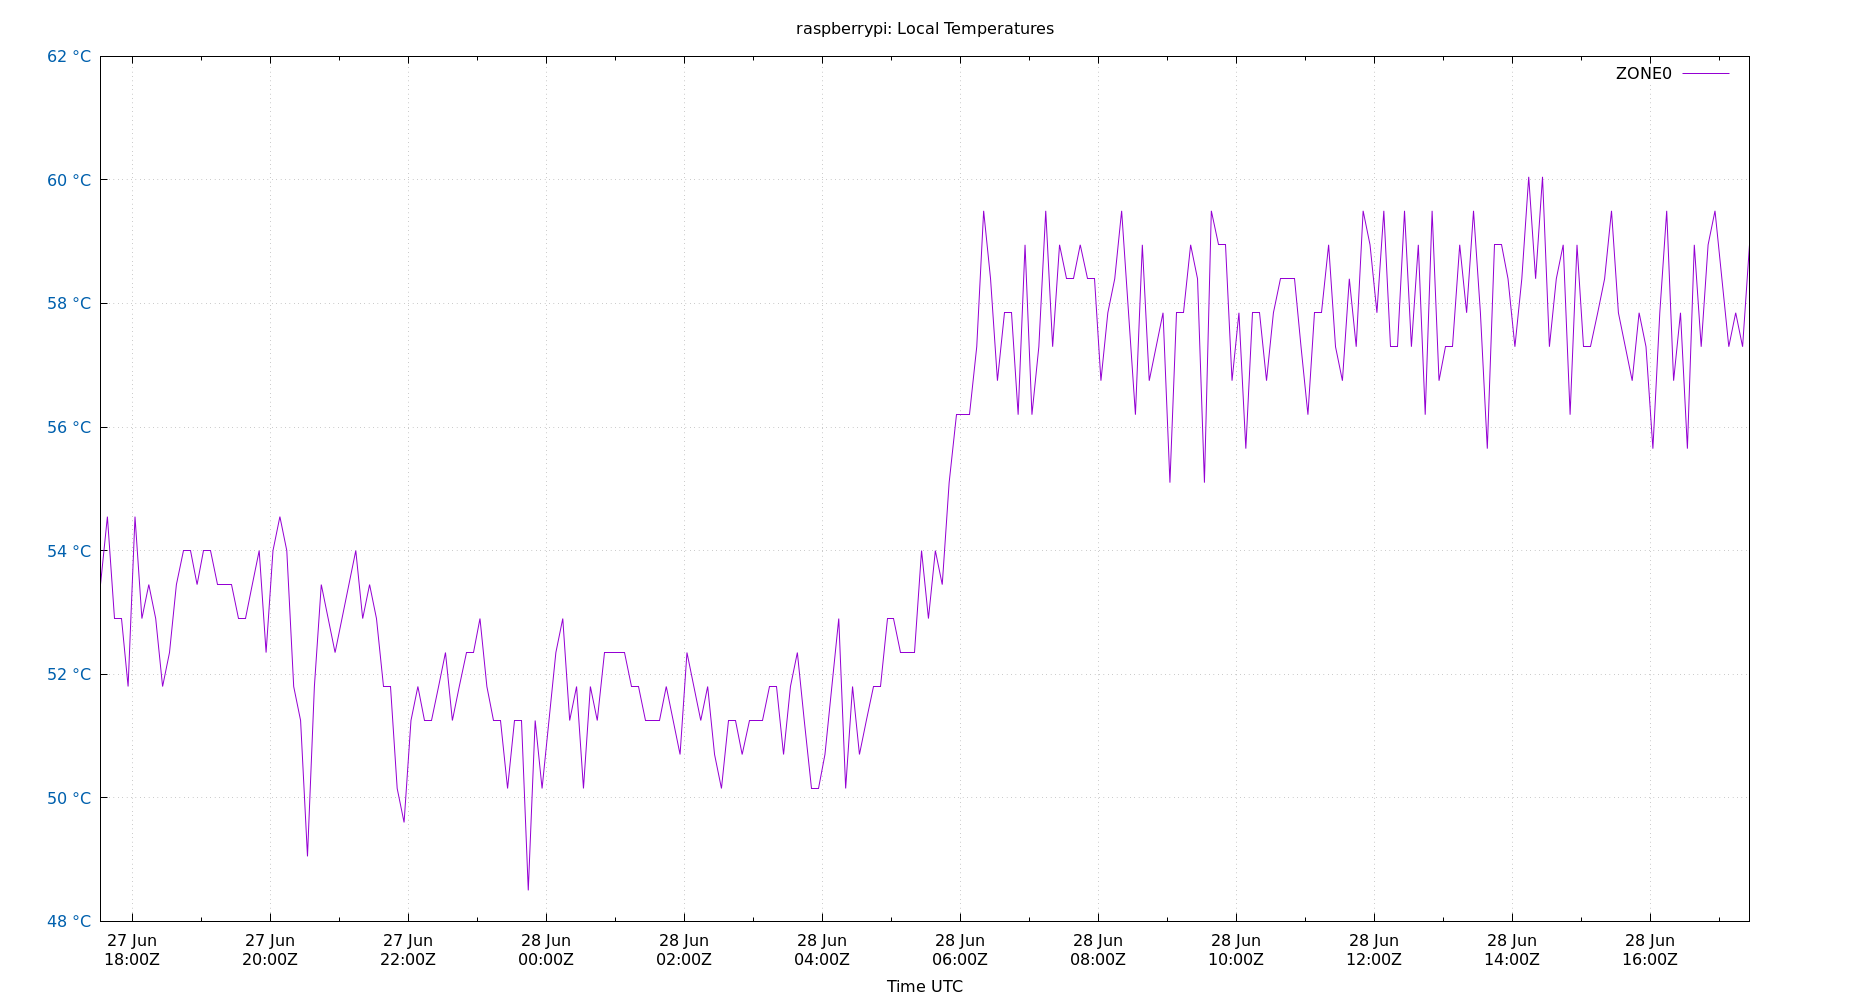 raspberrypi: Local Temperatures
62 °C
ZONE0
60 °C
58 °C
56 °C
54 °C
52 °C
50 °C
48 °C
27 Jun 27 Jun 27 Jun 28 Jun 28 Jun 28 Jun 28 Jun 28 Jun 28 Jun 28 Jun 28 Jun 28 Jun
18:00Z 20:00Z 22:00Z 00:00Z 02:00Z 04:00Z 06:00Z 08:00Z 10:00Z 12:00Z 14:00Z 16:00Z
Time UTC